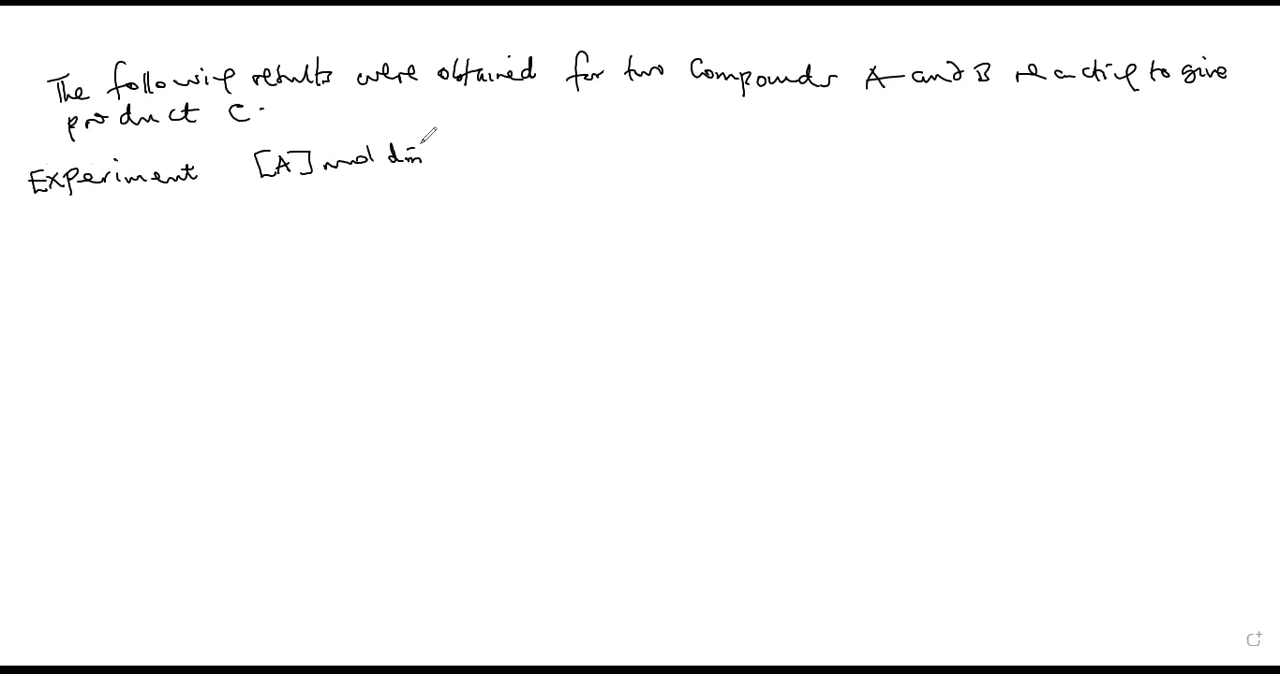 The following results were obtained for two Compounds A and B reacting to give
product C.
Experiment [A] mol dm⁻